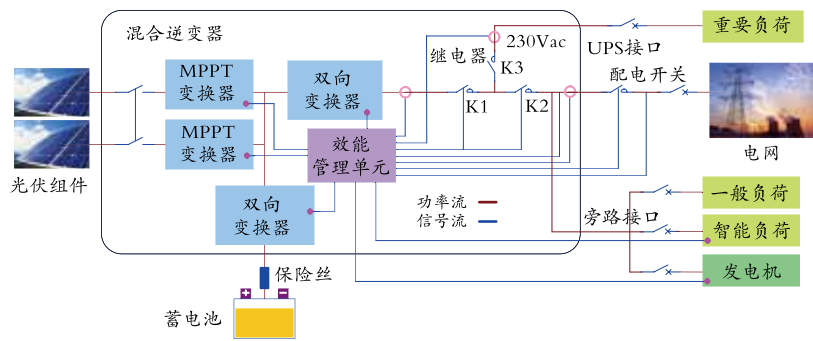 混合逆变器
230Vac
继电器
K3
UPS接口
重要负荷
配电开关
MPPT
变换器
双向
变换器
K1
K2
MPPT
变换器
效能
管理单元
电网
光伏组件
双向
变换器
功率流
信号流
旁路接口
一般负荷
智能负荷
发电机
保险丝
+
−
蓄电池